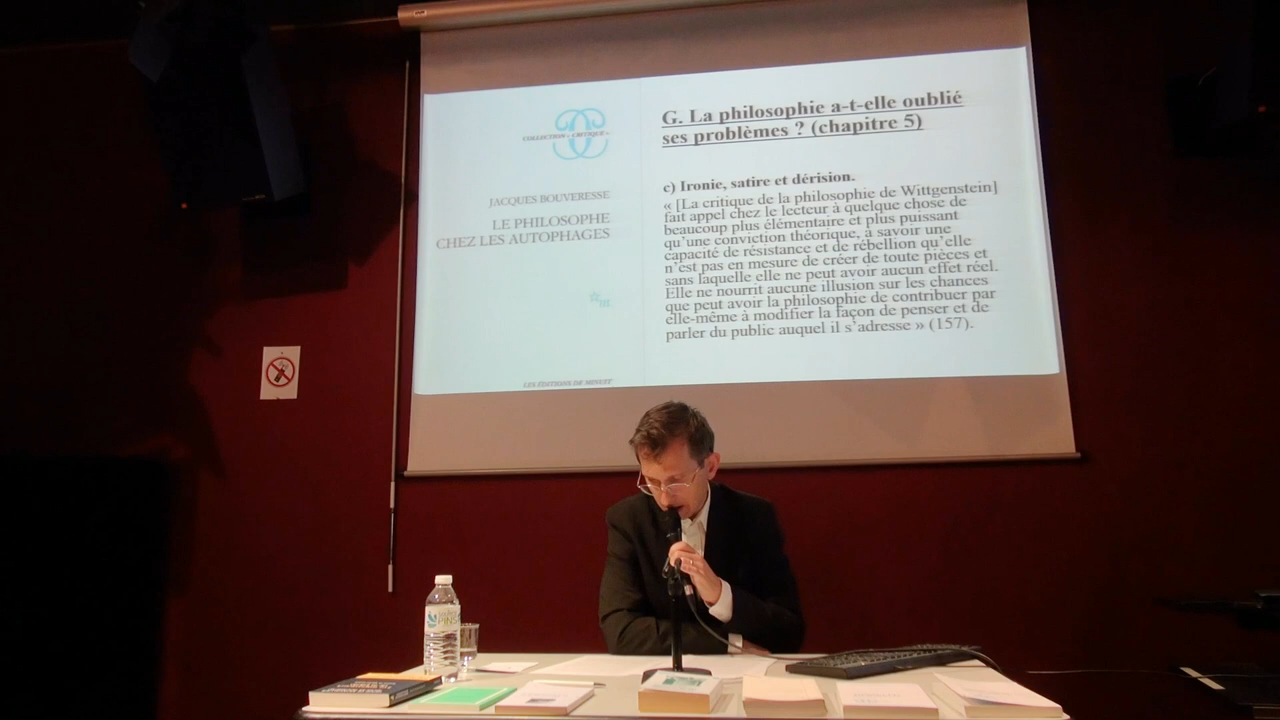 COLLECTION « CRITIQUE »
JACQUES BOUVERESSE
LE PHILOSOPHE
CHEZ LES AUTOPHAGES
m
LES ÉDITIONS DE MINUIT
G. La philosophie a-t-elle oublié
ses problèmes ? (chapitre 5)
c) Ironie, satire et dérision.
« [La critique de la philosophie de Wittgenstein]
fait appel chez le lecteur à quelque chose de
beaucoup plus élémentaire et plus puissant
qu’une conviction théorique, à savoir une
capacité de résistance et de rébellion qu’elle
n’est pas en mesure de créer de toute pièces et
sans laquelle elle ne peut avoir aucun effet réel.
Elle ne nourrit aucune illusion sur les chances
que peut avoir la philosophie de contribuer par
elle-même à modifier la façon de penser et de
parler du public auquel il s’adresse » (157).